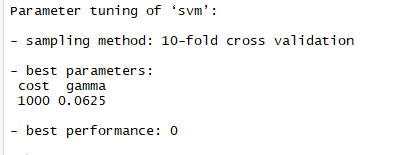 Parameter tuning of ‘svm’:
- sampling method: 10-fold cross validation
- best parameters:
cost gamma
1000 0.0625
- best performance: 0